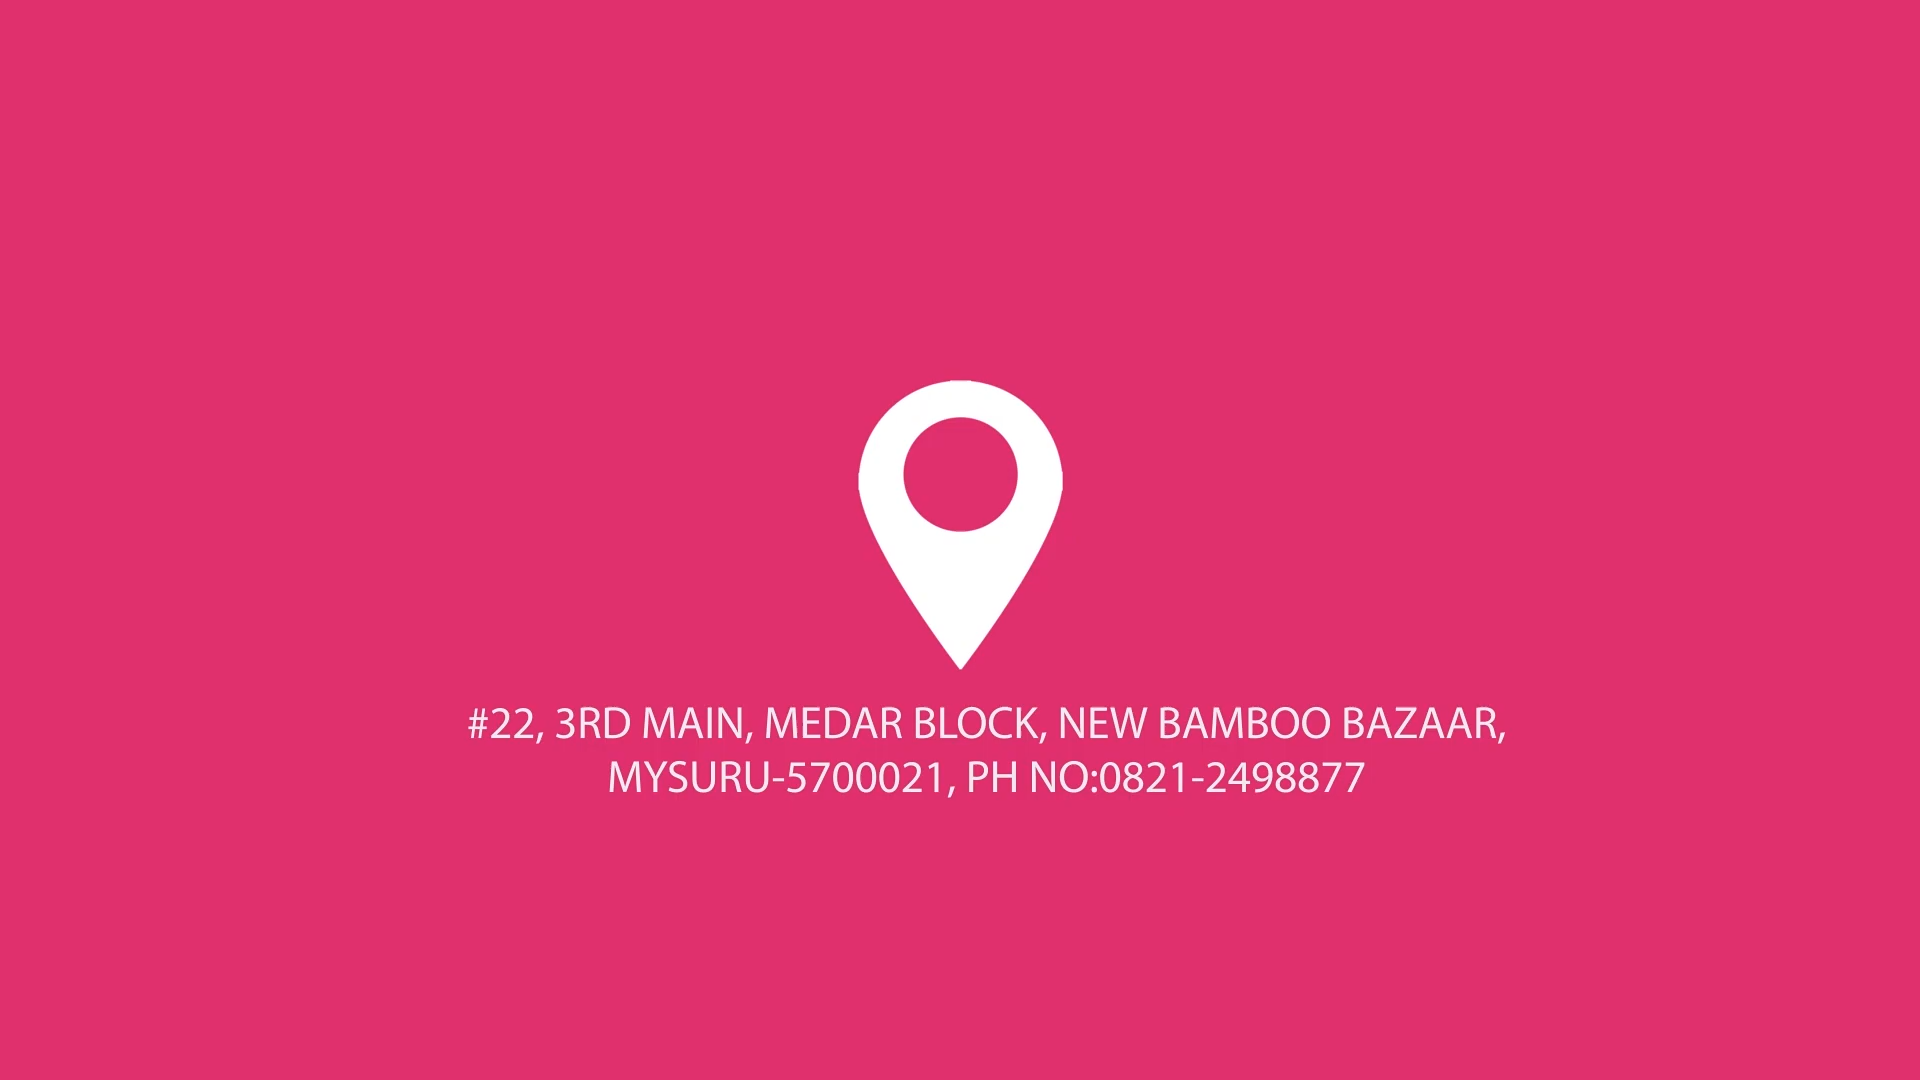 #22, 3RD MAIN, MEDAR BLOCK, NEW BAMBOO BAZAAR,
MYSURU-5700021, PH NO:0821-2498877